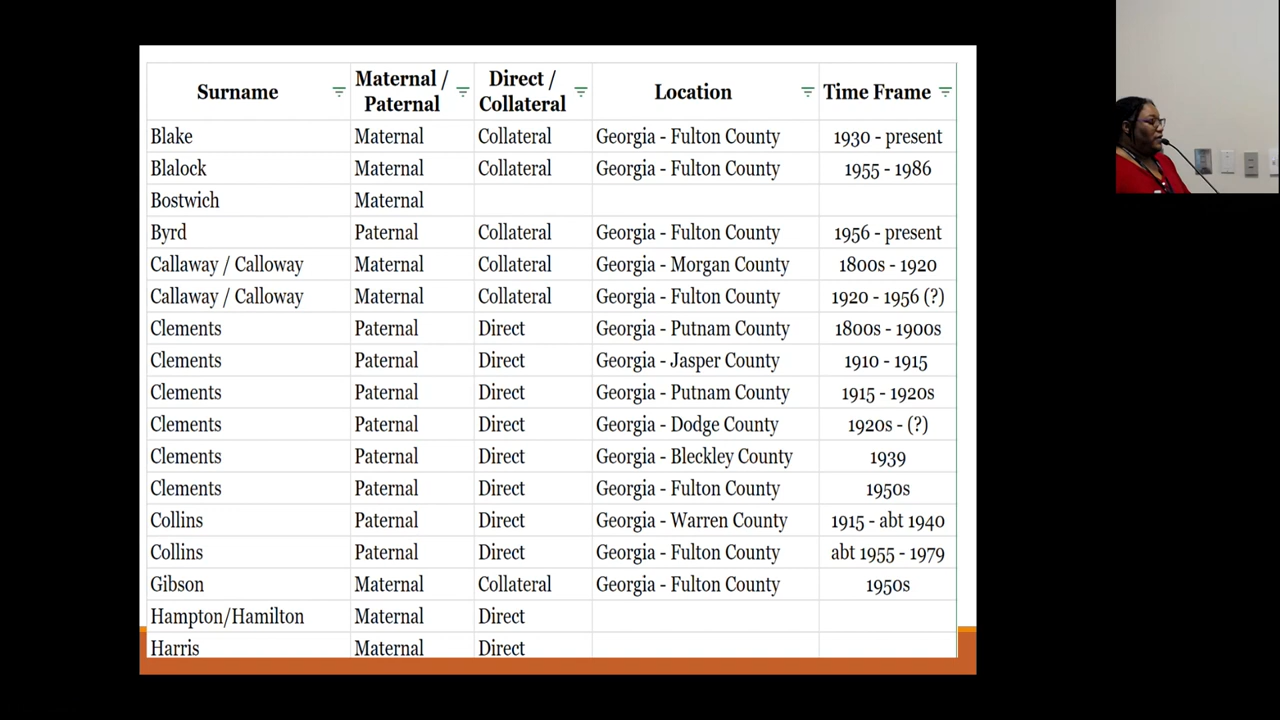 Surname Maternal / Paternal Direct / Collateral Location Time Frame
Blake Maternal Collateral Georgia - Fulton County 1930 - present
Blalock Maternal Collateral Georgia - Fulton County 1955 - 1986
Bostwich Maternal
Byrd Paternal Collateral Georgia - Fulton County 1956 - present
Callaway / Calloway Maternal Collateral Georgia - Morgan County 1800s - 1920
Callaway / Calloway Maternal Collateral Georgia - Fulton County 1920 - 1956 (?)
Clements Paternal Direct Georgia - Putnam County 1800s - 1900s
Clements Paternal Direct Georgia - Jasper County 1910 - 1915
Clements Paternal Direct Georgia - Putnam County 1915 - 1920s
Clements Paternal Direct Georgia - Dodge County 1920s - (?)
Clements Paternal Direct Georgia - Bleckley County 1939
Clements Paternal Direct Georgia - Fulton County 1950s
Collins Paternal Direct Georgia - Warren County 1915 - abt 1940
Collins Paternal Direct Georgia - Fulton County abt 1955 - 1979
Gibson Maternal Collateral Georgia - Fulton County 1950s
Hampton/Hamilton Maternal Direct
Harris Maternal Direct